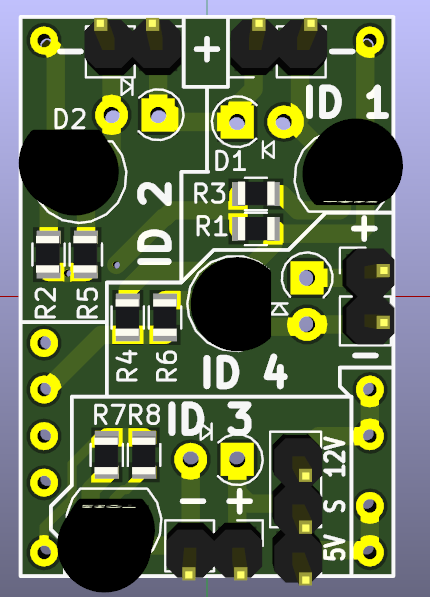 − + −
ID 1
D2
D1
ID 2
R3
R1
+
R2 R5
−
R4 R6
ID 4
R7 R8
ID 3
− +
12V
S
5V